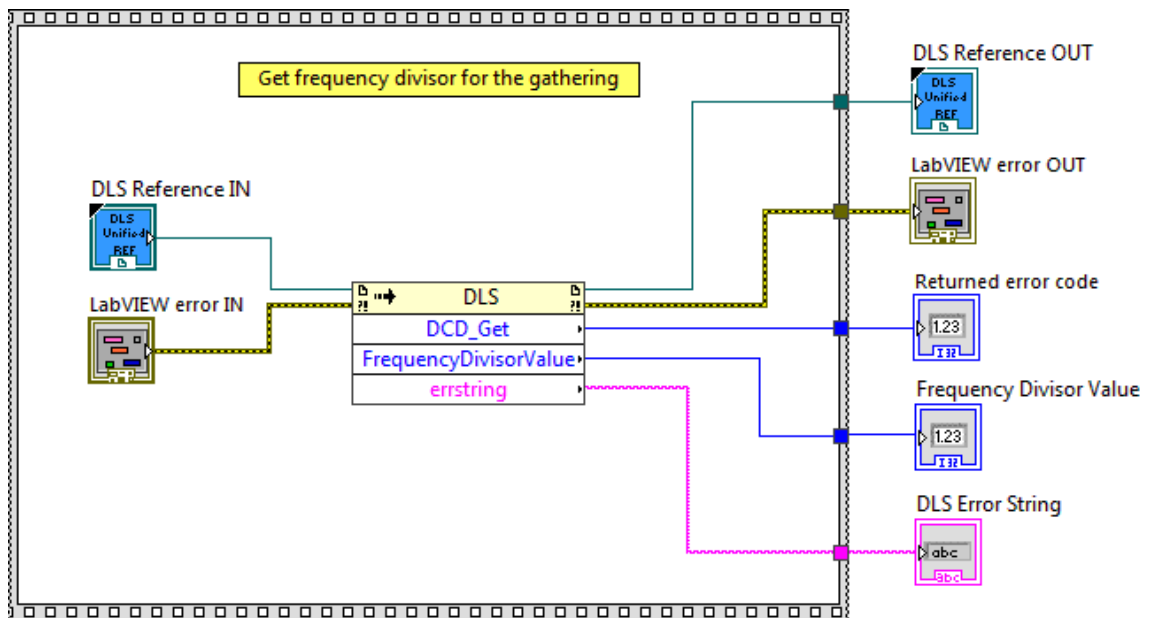 Get frequency divisor for the gathering
DLS Reference IN
DLS
Unified
REF
LabVIEW error IN
?!
DLS
?!
DCD_Get
FrequencyDivisorValue
errstring
DLS Reference OUT
DLS
Unified
REF
LabVIEW error OUT
Returned error code
1.23
I32
Frequency Divisor Value
1.23
I32
DLS Error String
abc
abc